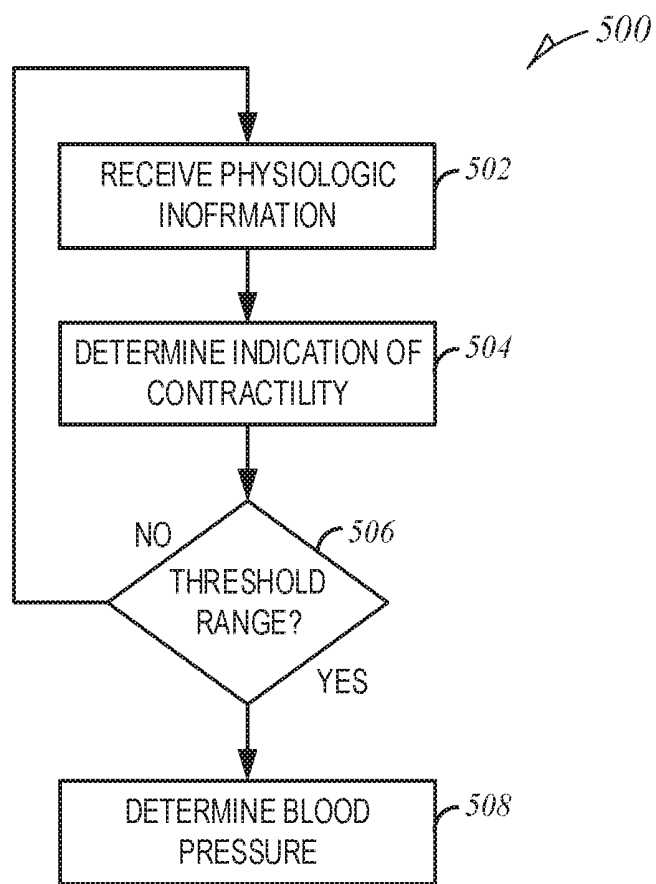 500
RECEIVE PHYSIOLOGIC
INOFRMATION
502
DETERMINE INDICATION OF
CONTRACTILITY
504
NO
506
THRESHOLD
RANGE?
YES
DETERMINE BLOOD
PRESSURE
508